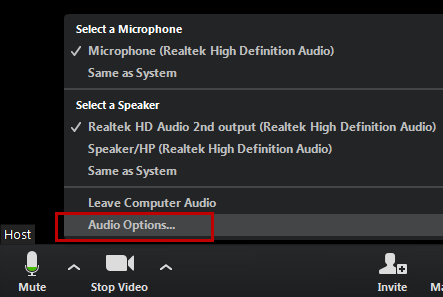 Select a Microphone
Microphone (Realtek High Definition Audio)
Same as System
Select a Speaker
Realtek HD Audio 2nd output (Realtek High Definition Audio)
Speaker/HP (Realtek High Definition Audio)
Same as System
Leave Computer Audio
Audio Options...
Host
Mute
Stop Video
Invite